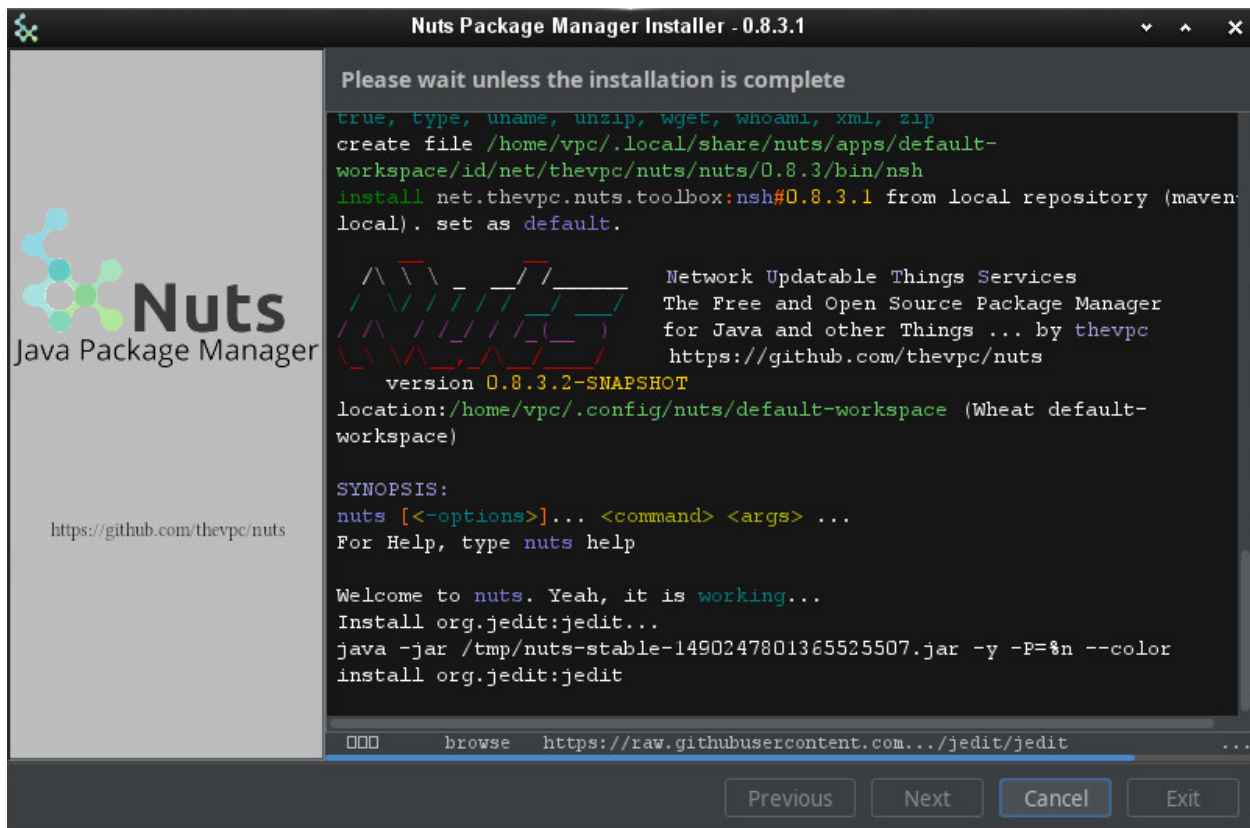 Nuts Package Manager Installer - 0.8.3.1
Nuts
Java Package Manager
https://github.com/thevpc/nuts
Please wait unless the installation is complete
true, type, uname, unzip, wget, whoami, xml, zip
create file /home/vpc/.local/share/nuts/apps/default-
workspace/id/net/thevpc/nuts/nuts/0.8.3/bin/nsh
install net.thevpc.nuts.toolbox:nsh#0.8.3.1 from local repository (maven-
local). set as default.
Network Updatable Things Services
The Free and Open Source Package Manager
for Java and other Things ... by thevpc
https://github.com/thevpc/nuts
version 0.8.3.2-SNAPSHOT
location:/home/vpc/.config/nuts/default-workspace (Wheat default-
workspace)
SYNOPSIS:
nuts [<-options>]... <command> <args> ...
For Help, type nuts help
Welcome to nuts. Yeah, it is working...
Install org.jedit:jedit...
java -jar /tmp/nuts-stable-1490247801365525507.jar -y -P=%n --color
install org.jedit:jedit
browse https://raw.githubusercontent.com.../jedit/jedit ...
Previous Next Cancel Exit